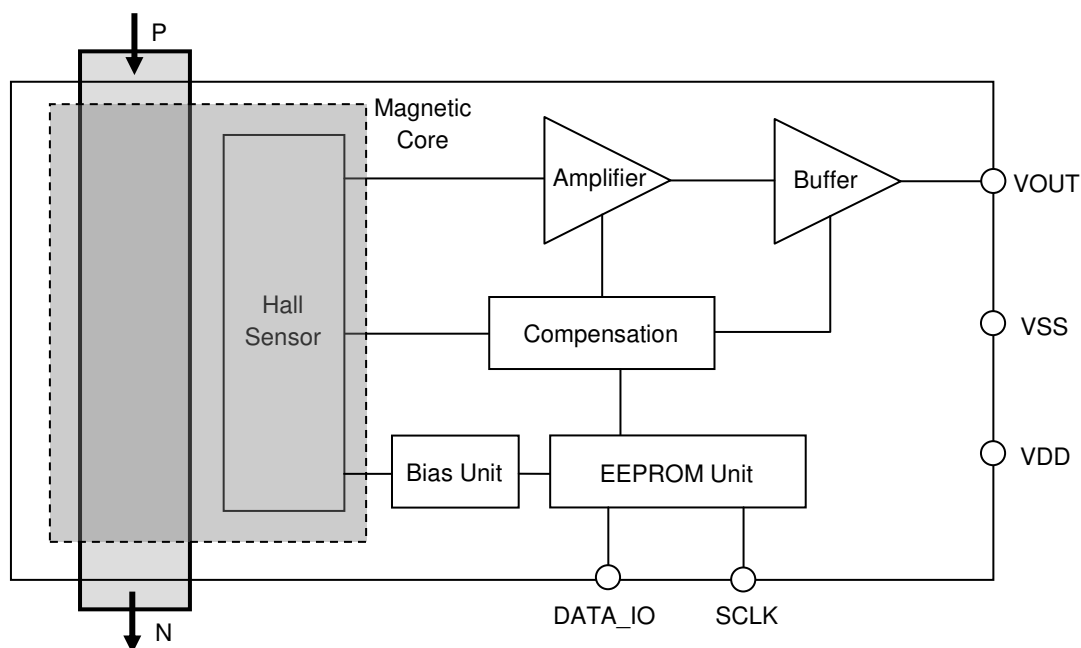 P
Magnetic
Core
Amplifier
Buffer
VOUT
Hall
Sensor
Compensation
VSS
Bias Unit
EEPROM Unit
VDD
DATA_IO
SCLK
N